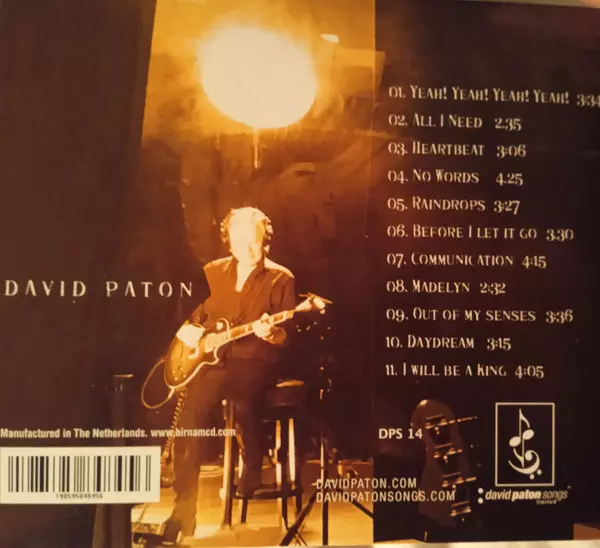 01. Yeah! Yeah! Yeah! Yeah! 3:34
02. All I Need 2.35
03. Heartbeat 3:06
04. No Words 4.25
05. Raindrops 3:27
06. Before I let it go 3.30
07. Communication 4:15
08. Madelyn 2:32
09. Out of my senses 3:36
10. Daydream 3:15
11. I will be a king 4:05
DAVID PATON
Manufactured in The Netherlands. www.birnamcd.com
DPS 14
DAVIDPATON.COM
DAVIDPATONSONGS.COM
davidpatonsongs